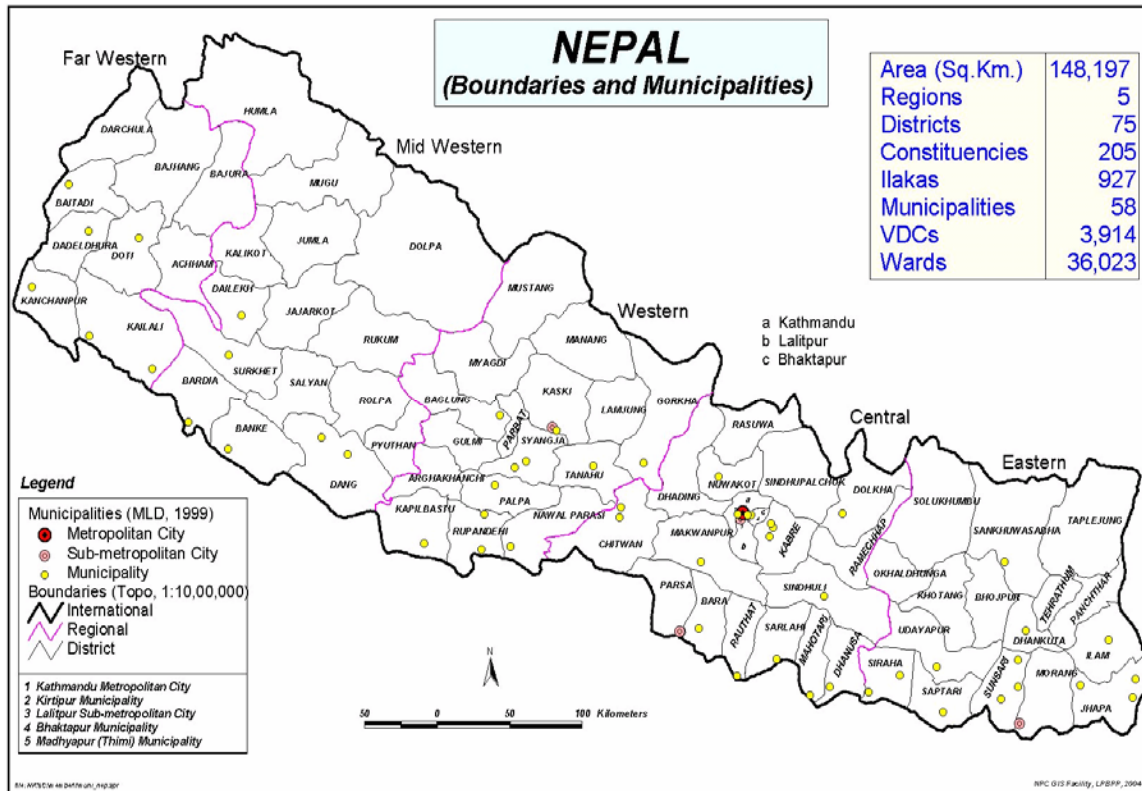 NEPAL
(Boundaries and Municipalities)
Area (Sq.Km.) 148,197
Regions 5
Districts 75
Constituencies 205
Ilakas 927
Municipalities 58
VDCs 3,914
Wards 36,023
Far Western
Mid Western
Western
Central
Eastern
a Kathmandu
b Lalitpur
c Bhaktapur
HUMLA
DARCHULA
BAJHANG
BAJURA
MUGU
BAITADI
DADELDHURA
DOTI
ACHHAM
KALIKOT
JUMLA
DOLPA
DAILEKH
MUSTANG
KANCHANPUR
KAILALI
JAJARKOT
RUKUM
MANANG
MYAGDI
SURKHET
BARDIA
SALYAN
ROLPA
BAGLUNG
KASKI
LAMJUNG
GORKHA
BANKE
PYUTHAN
GULMI
PARBAT
SYANGJA
RASUWA
DANG
ARGHAKHANCHI
TANAHU
NUWAKOT
SINDHUPALCHOK
DOLKHA
SOLUKHUMBU
SANKHUWASABHA
TAPLEJUNG
KAPILBASTU
RUPANDEHI
PALPA
NAWAL PARASI
DHADING
CHITWAN
MAKWANPUR
a
c
b
KABRE
RAMECHHAP
OKHALDHUNGA
KHOTANG
BHOJPUR
TEHRATHUM
PANCHTHAR
PARSA
BARA
RAUTHAT
SARLAHI
SINDHULI
MAHOTARI
DHANUSA
UDAYAPUR
DHANKUTA
SIRAHA
SAPTARI
SUNSARI
MORANG
ILAM
JHAPA
Legend
Municipalities (MLD, 1999)
Metropolitan City
Sub-metropolitan City
Municipality
Boundaries (Topo, 1:10,00,000)
International
Regional
District
1 Kathmandu Metropolitan City
2 Kirtipur Municipality
3 Lalitpur Sub-metropolitan City
4 Bhaktapur Municipality
5 Madhyapur (Thimi) Municipality
N
50 0 50 100 Kilometers
NPC GIS Facility, LPBPP, 2004